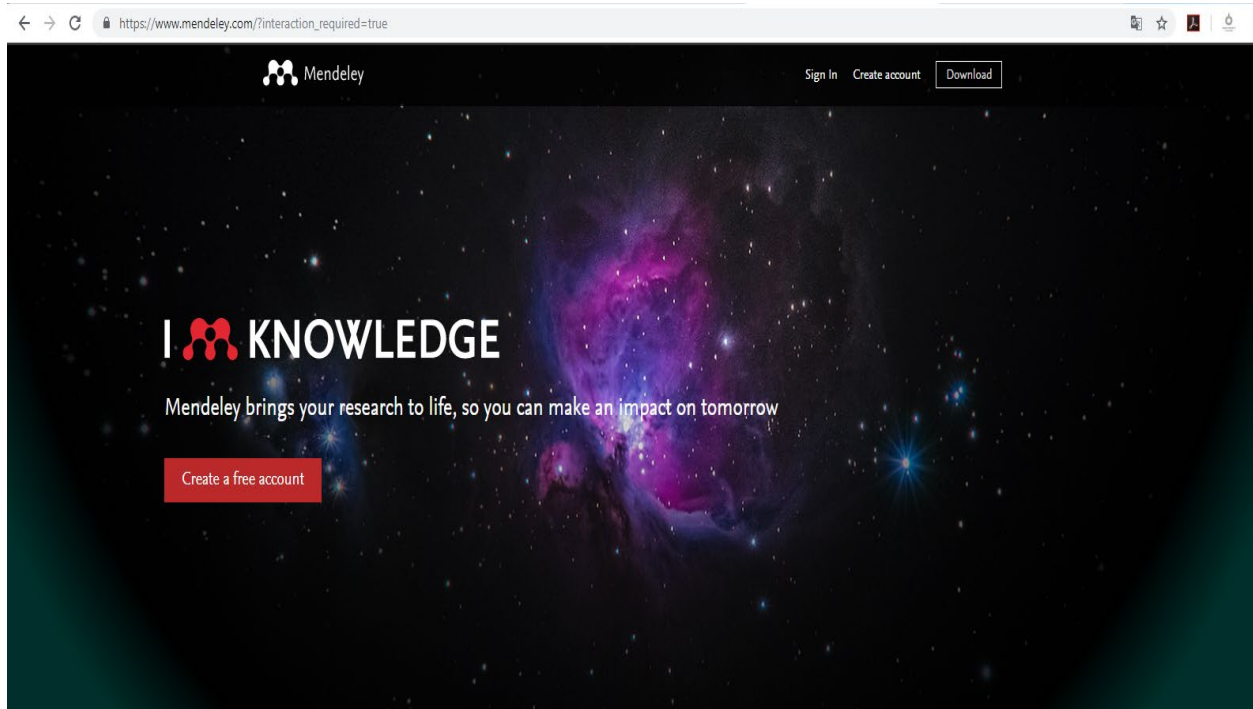 https://www.mendeley.com/?interaction_required=true
Mendeley
Sign In Create account Download
I KNOWLEDGE
Mendeley brings your research to life, so you can make an impact on tomorrow
Create a free account